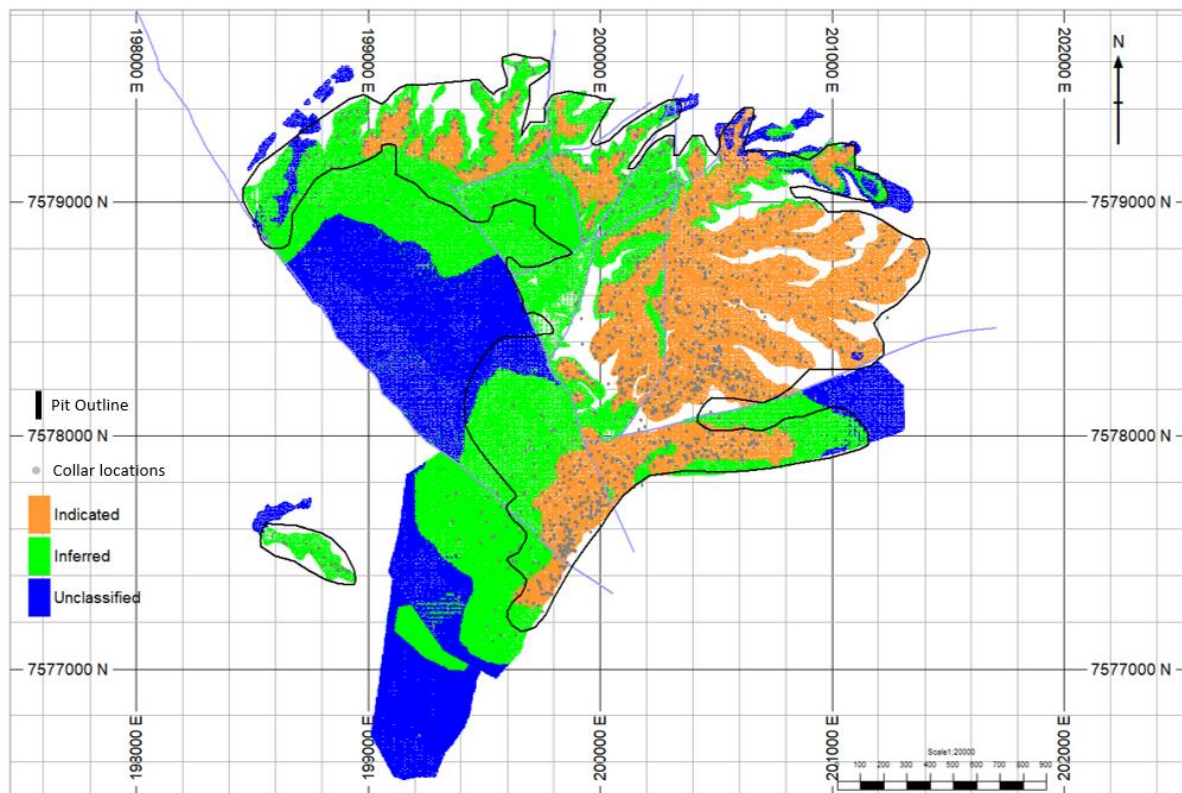 198000 E
199000 E
200000 E
201000 E
202000 E
N
7579000 N
7579000 N
Pit Outline
7578000 N
7578000 N
Collar locations
Indicated
Inferred
Unclassified
7577000 N
7577000 N
198000 E
199000 E
200000 E
201000 E
202000 E
Scale1:20000
100 200 300 400 500 600 700 800 900